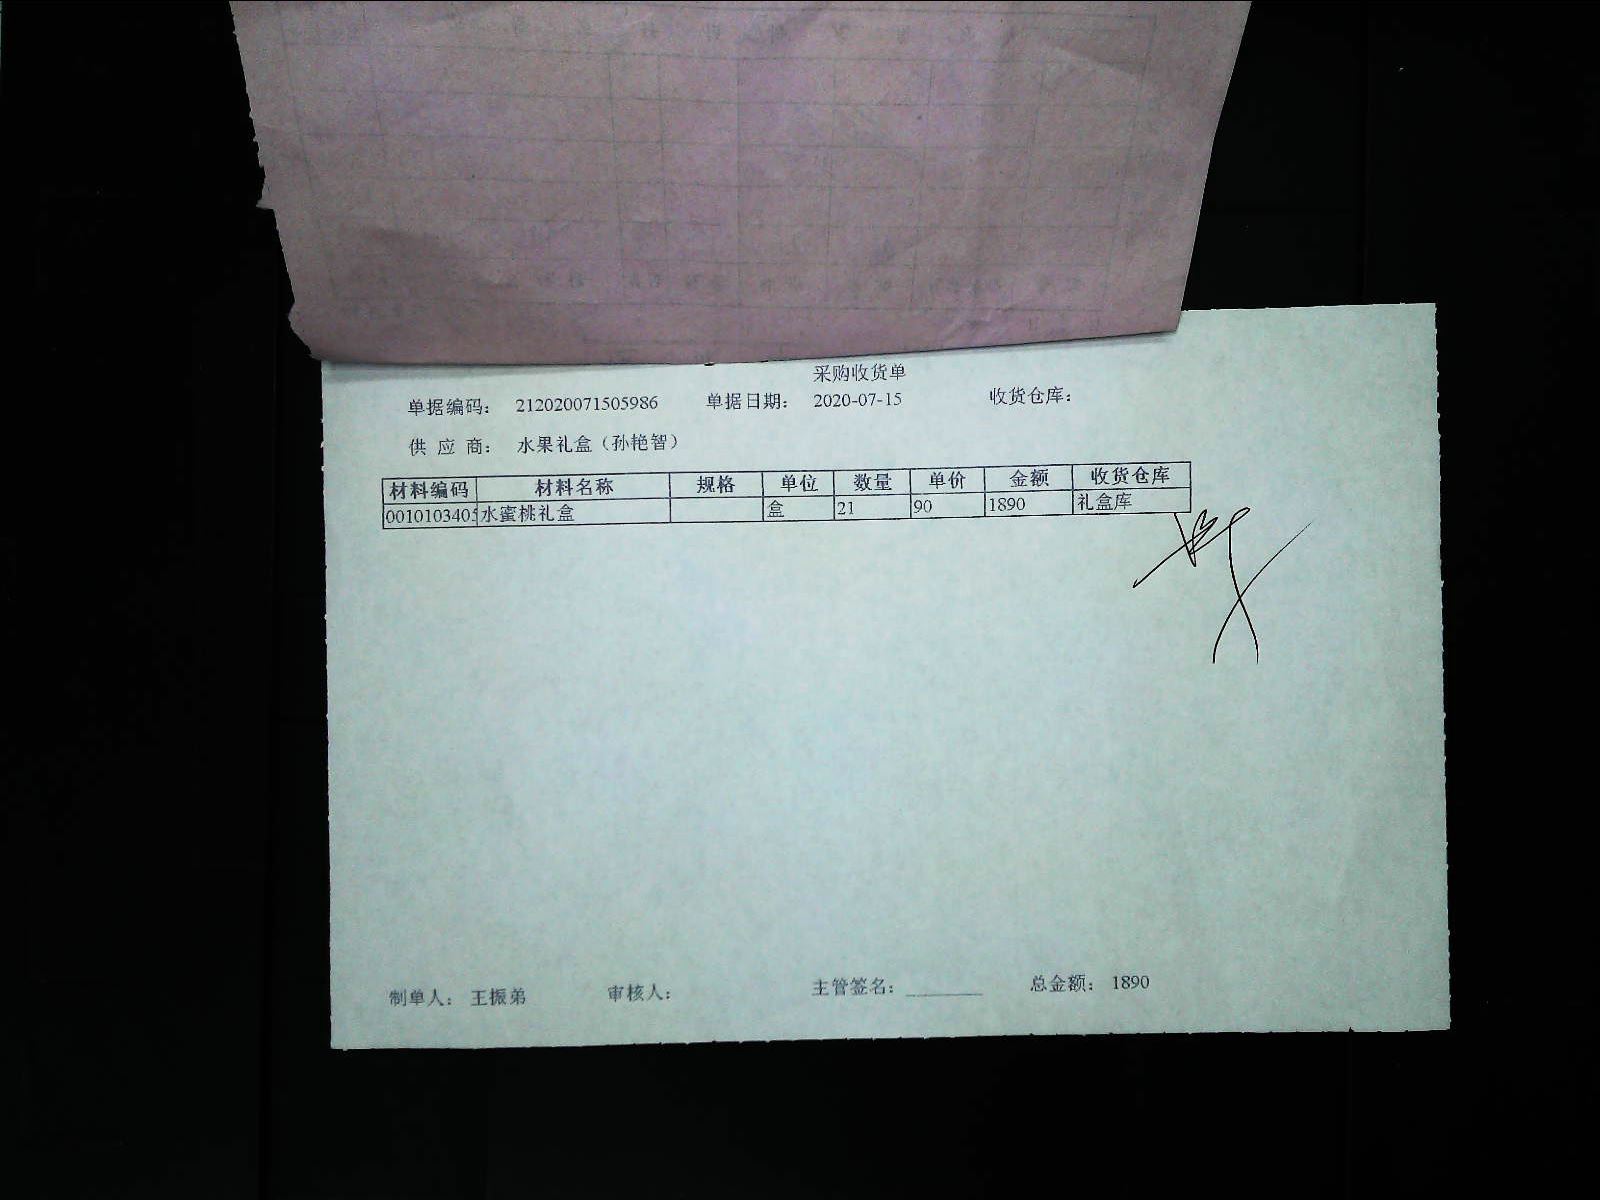 采购收货单
单据编码： 212020071505986 单据日期： 2020-07-15 收货仓库：
供 应 商： 水果礼盒（孙艳智）
材料编码 材料名称 规格 单位 数量 单价 金额 收货仓库
0010103405 水蜜桃礼盒 盒 21 90 1890 礼盒库
制单人： 王振弟 审核人： 主管签名： 总金额： 1890